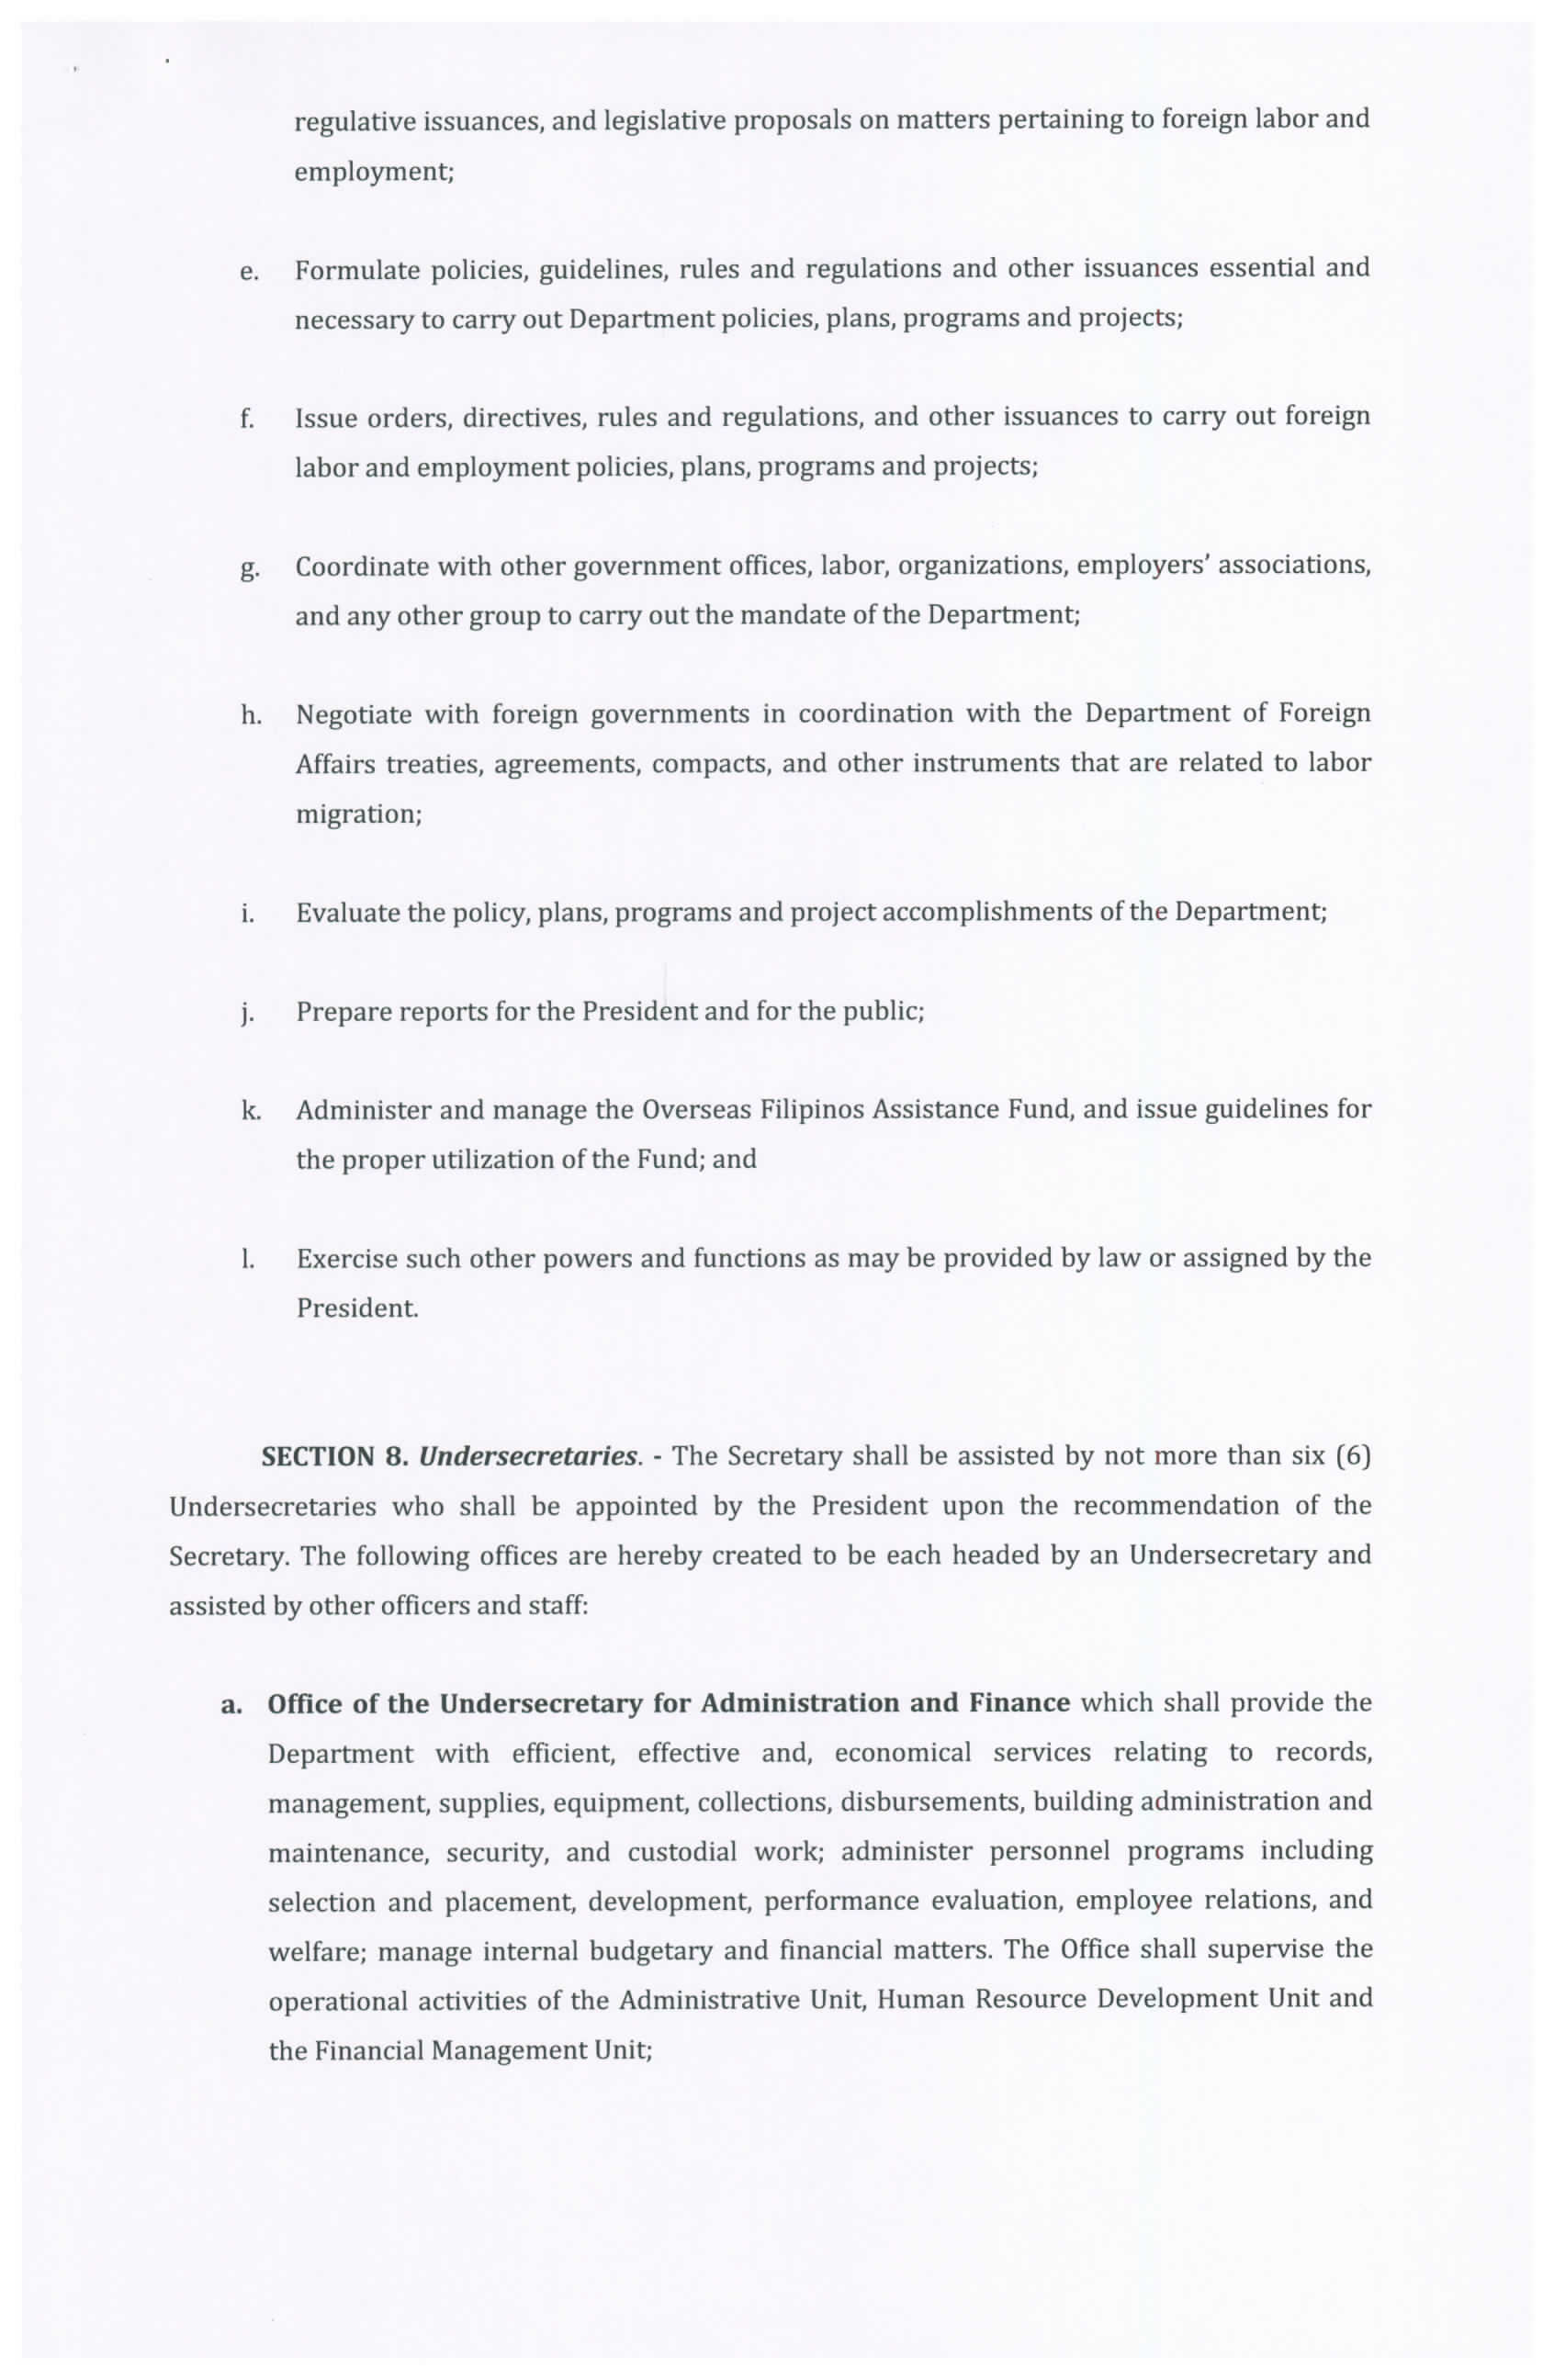 regulative issuances, and legislative proposals on matters pertaining to foreign labor and
employment;
e. Formulate policies, guidelines, rules and regulations and other issuances essential and
necessary to carry out Department policies, plans, programs and projects;
f. Issue orders, directives, rules and regulations, and other issuances to carry out foreign
labor and employment policies, plans, programs and projects;
g. Coordinate with other government offices, labor, organizations, employers’ associations,
and any other group to carry out the mandate of the Department;
h. Negotiate with foreign governments in coordination with the Department of Foreign
Affairs treaties, agreements, compacts, and other instruments that are related to labor
migration;
i. Evaluate the policy, plans, programs and project accomplishments of the Department;
j. Prepare reports for the President and for the public;
k. Administer and manage the Overseas Filipinos Assistance Fund, and issue guidelines for
the proper utilization of the Fund; and
l. Exercise such other powers and functions as may be provided by law or assigned by the
President.
SECTION 8. Undersecretaries. - The Secretary shall be assisted by not more than six (6)
Undersecretaries who shall be appointed by the President upon the recommendation of the
Secretary. The following offices are hereby created to be each headed by an Undersecretary and
assisted by other officers and staff:
a. Office of the Undersecretary for Administration and Finance which shall provide the
Department with efficient, effective and, economical services relating to records,
management, supplies, equipment, collections, disbursements, building administration and
maintenance, security, and custodial work; administer personnel programs including
selection and placement, development, performance evaluation, employee relations, and
welfare; manage internal budgetary and financial matters. The Office shall supervise the
operational activities of the Administrative Unit, Human Resource Development Unit and
the Financial Management Unit;